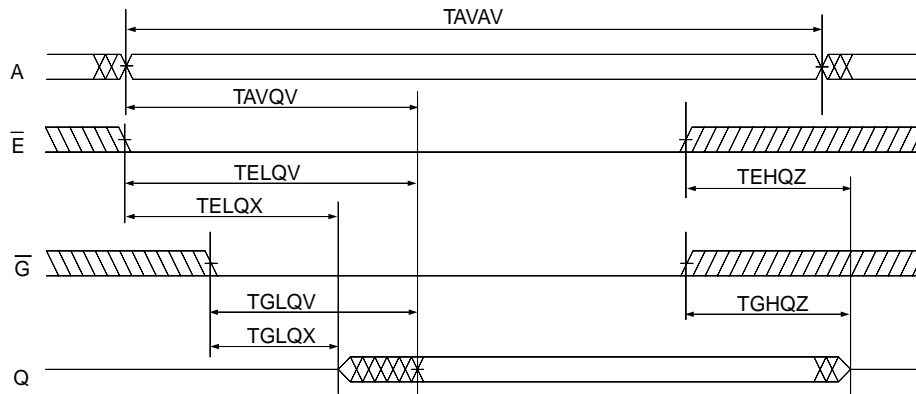 TAVAV
A
TAVQV
E̅
TELQV
TEHQZ
TELQX
G̅
TGLQV
TGHQZ
TGLQX
Q